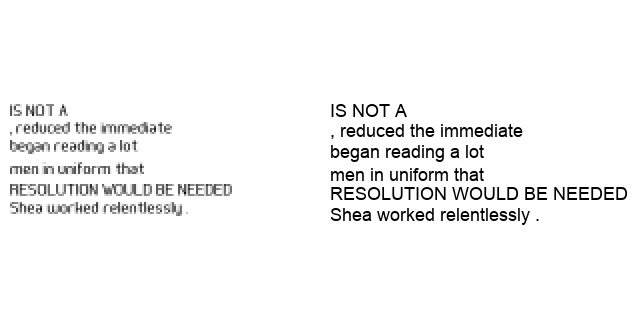 IS NOT A
, reduced the immediate
began reading a lot
men in uniform that
RESOLUTION WOULD BE NEEDED
Shea worked relentlessly .
IS NOT A
, reduced the immediate
began reading a lot
men in uniform that
RESOLUTION WOULD BE NEEDED
Shea worked relentlessly .